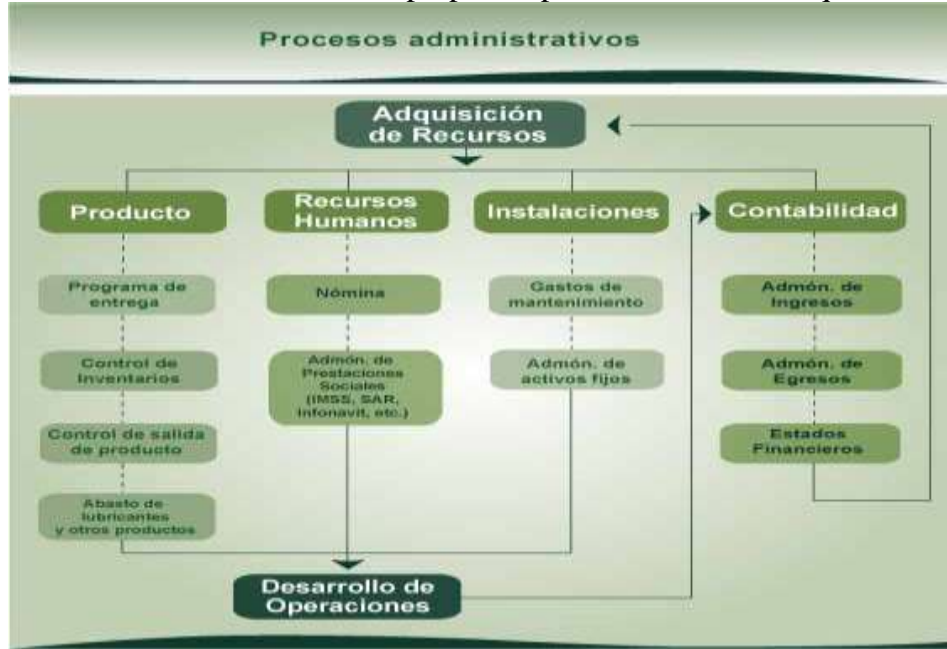 Procesos administrativos
Adquisición
de Recursos
Producto
Recursos
Humanos
Instalaciones
Contabilidad
Programa de
entrega
Nómina
Gastos de
mantenimiento
Admón. de
Ingresos
Control de
Inventarios
Admón. de
Prestaciones
Sociales
(IMSS, SAR,
Infonavit, etc.)
Admón. de
activos fijos
Admón. de
Egresos
Control de salida
de producto
Estados
Financieros
Abasto de
lubricantes
y otros productos
Desarrollo de
Operaciones